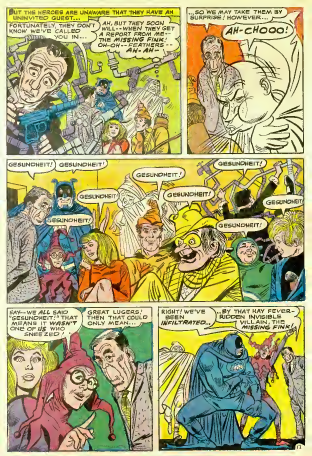 BUT THE HEROES ARE UNAWARE THAT THEY HAVE AN
UNINVITED GUEST...
FORTUNATELY, THEY DON'T
KNOW WE'VE CALLED
YOU IN...
AH, BUT THEY SOON
WILL--WHEN THEY GET
A REPORT FROM ME--
THE MISSING FINK!
OH-OH--FEATHERS--
AH-AH-
...SO WE MAY TAKE THEM BY
SURPRISE! HOWEVER...
AH-CHOOO!
GESUNDHEIT!
GESUNDHEIT!
GESUNDHEIT!
GESUNDHEIT!
GESUNDHEIT!
GESUNDHEIT!
GESUNDHEIT!
GESUNDHEIT!
GESUNDHEIT!
GESUNDHEIT!
SAY--WE ALL SAID
"GESUNDHEIT!" THAT
MEANS IT WASN'T
ONE OF US WHO
SNEEZED!
GREAT LUGERS!
THEN THAT COULD
ONLY MEAN...
RIGHT! WE'VE
BEEN
INFILTRATED...
...BY THAT HAY FEVER-
RIDDEN INVISIBLE
VILLAIN, THE
MISSING FINK!